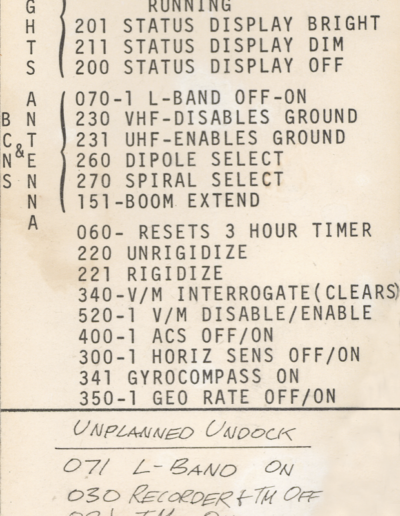 RUNNING
201 STATUS DISPLAY BRIGHT
211 STATUS DISPLAY DIM
200 STATUS DISPLAY OFF
GHTS
BCNS & ANTENNA
070-1 L-BAND OFF-ON
230 VHF-DISABLES GROUND
231 UHF-ENABLES GROUND
260 DIPOLE SELECT
270 SPIRAL SELECT
151-BOOM EXTEND
060- RESETS 3 HOUR TIMER
220 UNRIGIDIZE
221 RIGIDIZE
340-V/M INTERROGATE(CLEARS)
520-1 V/M DISABLE/ENABLE
400-1 ACS OFF/ON
300-1 HORIZ SENS OFF/ON
341 GYROCOMPASS ON
350-1 GEO RATE OFF/ON
UNPLANNED UNDOCK
071 L-BAND ON
030 RECORDER & TM OFF